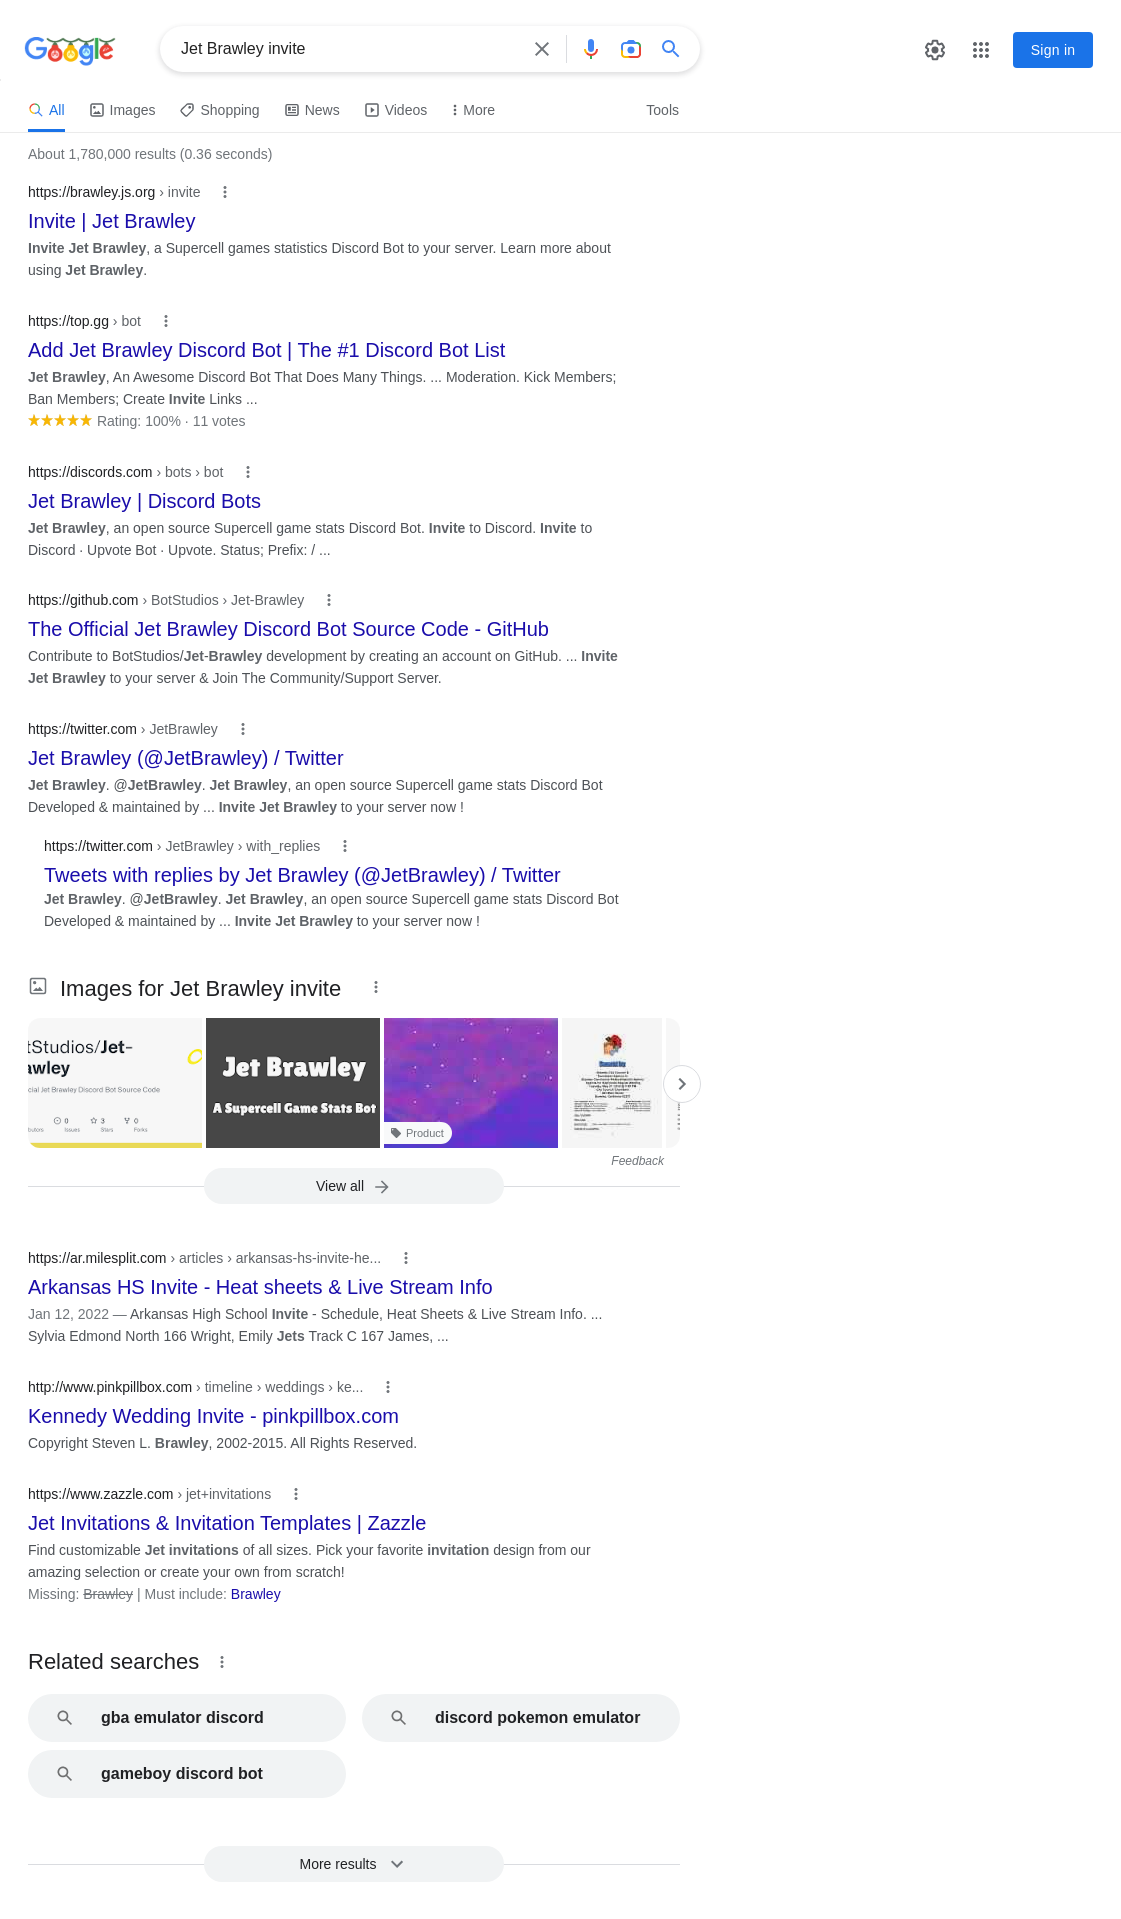 Google
Jet Brawley invite
Sign in
All Images Shopping News Videos More Tools
About 1,780,000 results (0.36 seconds)
https://brawley.js.org › invite
Invite | Jet Brawley
Invite Jet Brawley, a Supercell games statistics Discord Bot to your server. Learn more about
using Jet Brawley.
https://top.gg › bot
Add Jet Brawley Discord Bot | The #1 Discord Bot List
Jet Brawley, An Awesome Discord Bot That Does Many Things. ... Moderation. Kick Members;
Ban Members; Create Invite Links ...
Rating: 100% · 11 votes
https://discords.com › bots › bot
Jet Brawley | Discord Bots
Jet Brawley, an open source Supercell game stats Discord Bot. Invite to Discord. Invite to
Discord · Upvote Bot · Upvote. Status; Prefix: / ...
https://github.com › BotStudios › Jet-Brawley
The Official Jet Brawley Discord Bot Source Code - GitHub
Contribute to BotStudios/Jet-Brawley development by creating an account on GitHub. ... Invite
Jet Brawley to your server & Join The Community/Support Server.
https://twitter.com › JetBrawley
Jet Brawley (@JetBrawley) / Twitter
Jet Brawley. @JetBrawley. Jet Brawley, an open source Supercell game stats Discord Bot
Developed & maintained by ... Invite Jet Brawley to your server now !
https://twitter.com › JetBrawley › with_replies
Tweets with replies by Jet Brawley (@JetBrawley) / Twitter
Jet Brawley. @JetBrawley. Jet Brawley, an open source Supercell game stats Discord Bot
Developed & maintained by ... Invite Jet Brawley to your server now !
Images for Jet Brawley invite
tStudios/Jet-
awley
cial Jet Brawley Discord Bot Source Code
0 3 0
butors Issues Stars Forks
Jet Brawley
A Supercell Game Stats Bot
Product
Feedback
View all
https://ar.milesplit.com › articles › arkansas-hs-invite-he...
Arkansas HS Invite - Heat sheets & Live Stream Info
Jan 12, 2022 — Arkansas High School Invite - Schedule, Heat Sheets & Live Stream Info. ...
Sylvia Edmond North 166 Wright, Emily Jets Track C 167 James, ...
http://www.pinkpillbox.com › timeline › weddings › ke...
Kennedy Wedding Invite - pinkpillbox.com
Copyright Steven L. Brawley, 2002-2015. All Rights Reserved.
https://www.zazzle.com › jet+invitations
Jet Invitations & Invitation Templates | Zazzle
Find customizable Jet invitations of all sizes. Pick your favorite invitation design from our
amazing selection or create your own from scratch!
Missing: Brawley | Must include: Brawley
Related searches
gba emulator discord
discord pokemon emulator
gameboy discord bot
More results